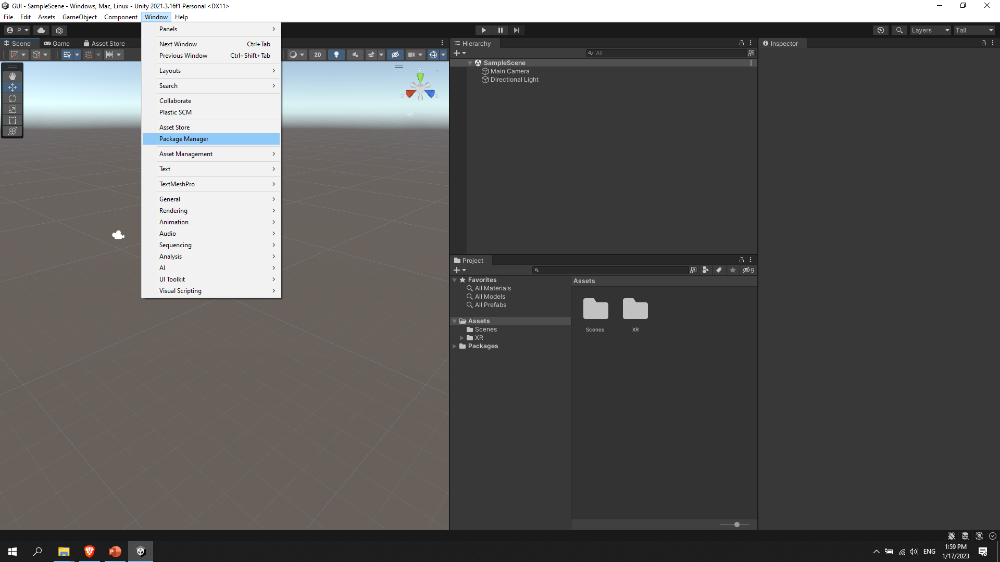 GUI - SampleScene - Windows, Mac, Linux - Unity 2021.3.16f1 Personal <DX11>
File Edit Assets GameObject Component Window Help
P
Layers
Tall
Scene
Game
Asset Store
2D
Panels
Next Window Ctrl+Tab
Previous Window Ctrl+Shift+Tab
Layouts
Search
Collaborate
Plastic SCM
Asset Store
Package Manager
Asset Management
Text
TextMeshPro
General
Rendering
Animation
Audio
Sequencing
Analysis
AI
UI Toolkit
Visual Scripting
y
Hierarchy
All
SampleScene
Main Camera
Directional Light
Project
9
Favorites
All Materials
All Models
All Prefabs
Assets
Scenes
XR
Packages
Assets
Scenes
XR
Inspector
P
ENG
1:59 PM
1/17/2023